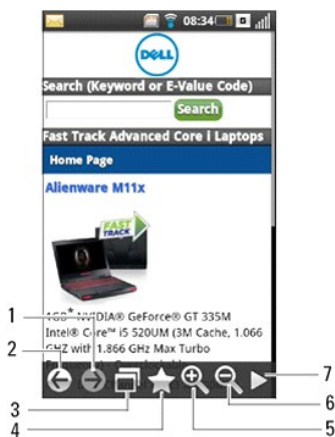 08:34
DELL
Search (Keyword or E-Value Code)
Search
Fast Track Advanced Core i Laptops
Home Page
Alienware M11x
FAST
TRACK
1GB* NVIDIA® GeForce® GT 335M
Intel® Core™ i5 520UM (3M Cache, 1.066
GHZ with 1.866 GHz Max Turbo
1
2
3
4
5
6
7